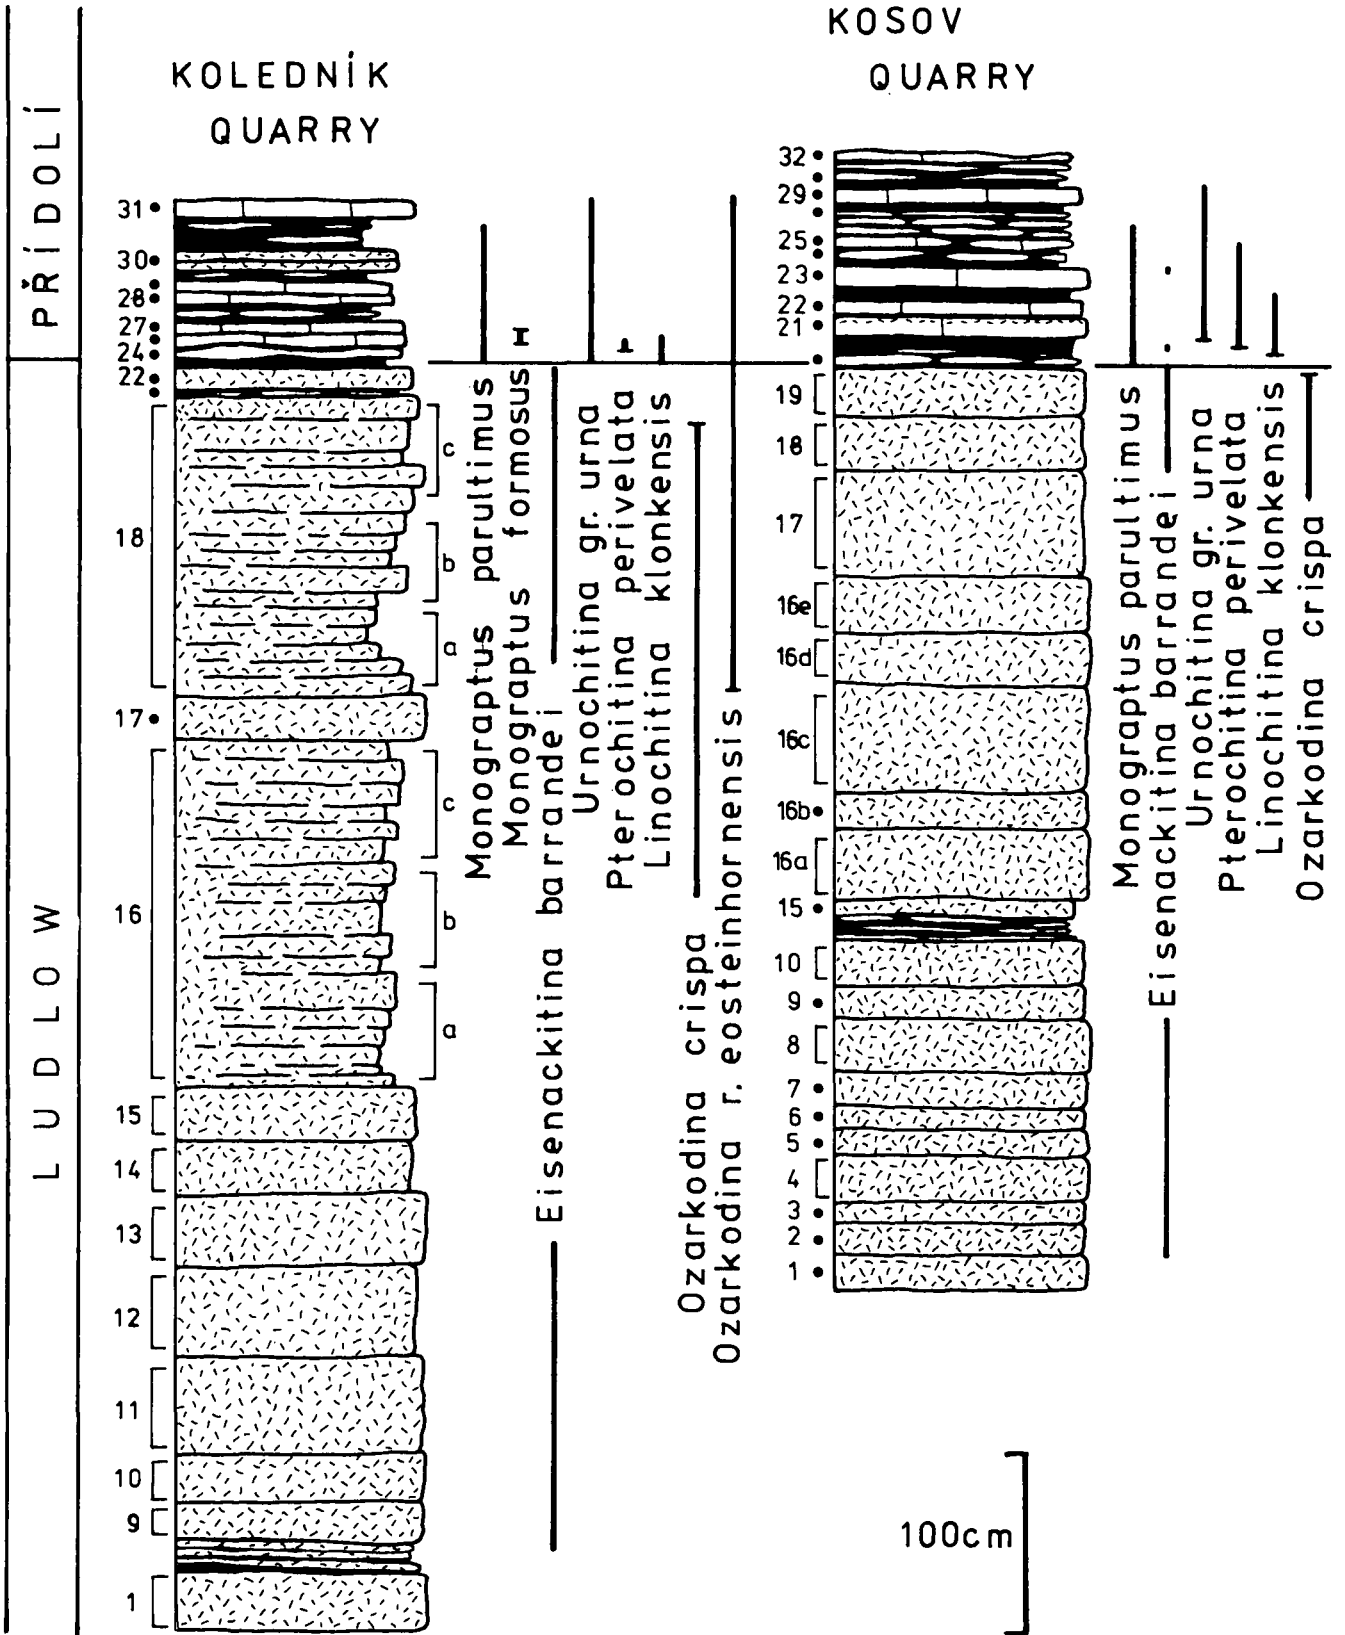 KOLEDNÍK
QUARRY
KOSOV
QUARRY
PŘÍDOLÍ
LUDLOW
31
30
28
27
24
22
18
c
b
a
17
16
c
b
a
15
14
13
12
11
10
9
1
Monograptus parultimus
Monograptus formosus
Eisenackitina barrandei
Urnochitina gr. urna
Pterochitina perivelata
Linochitina klonkensis
Ozarkodina crispa
Ozarkodina r. eosteinhornensis
32
29
25
23
22
21
19
18
17
16e
16d
16c
16b
16a
15
10
9
8
7
6
5
4
3
2
1
Monograptus parultimus
Eisenackitina barrandei
Urnochitina gr. urna
Pterochitina perivelata
Linochitina klonkensis
Ozarkodina crispa
100cm